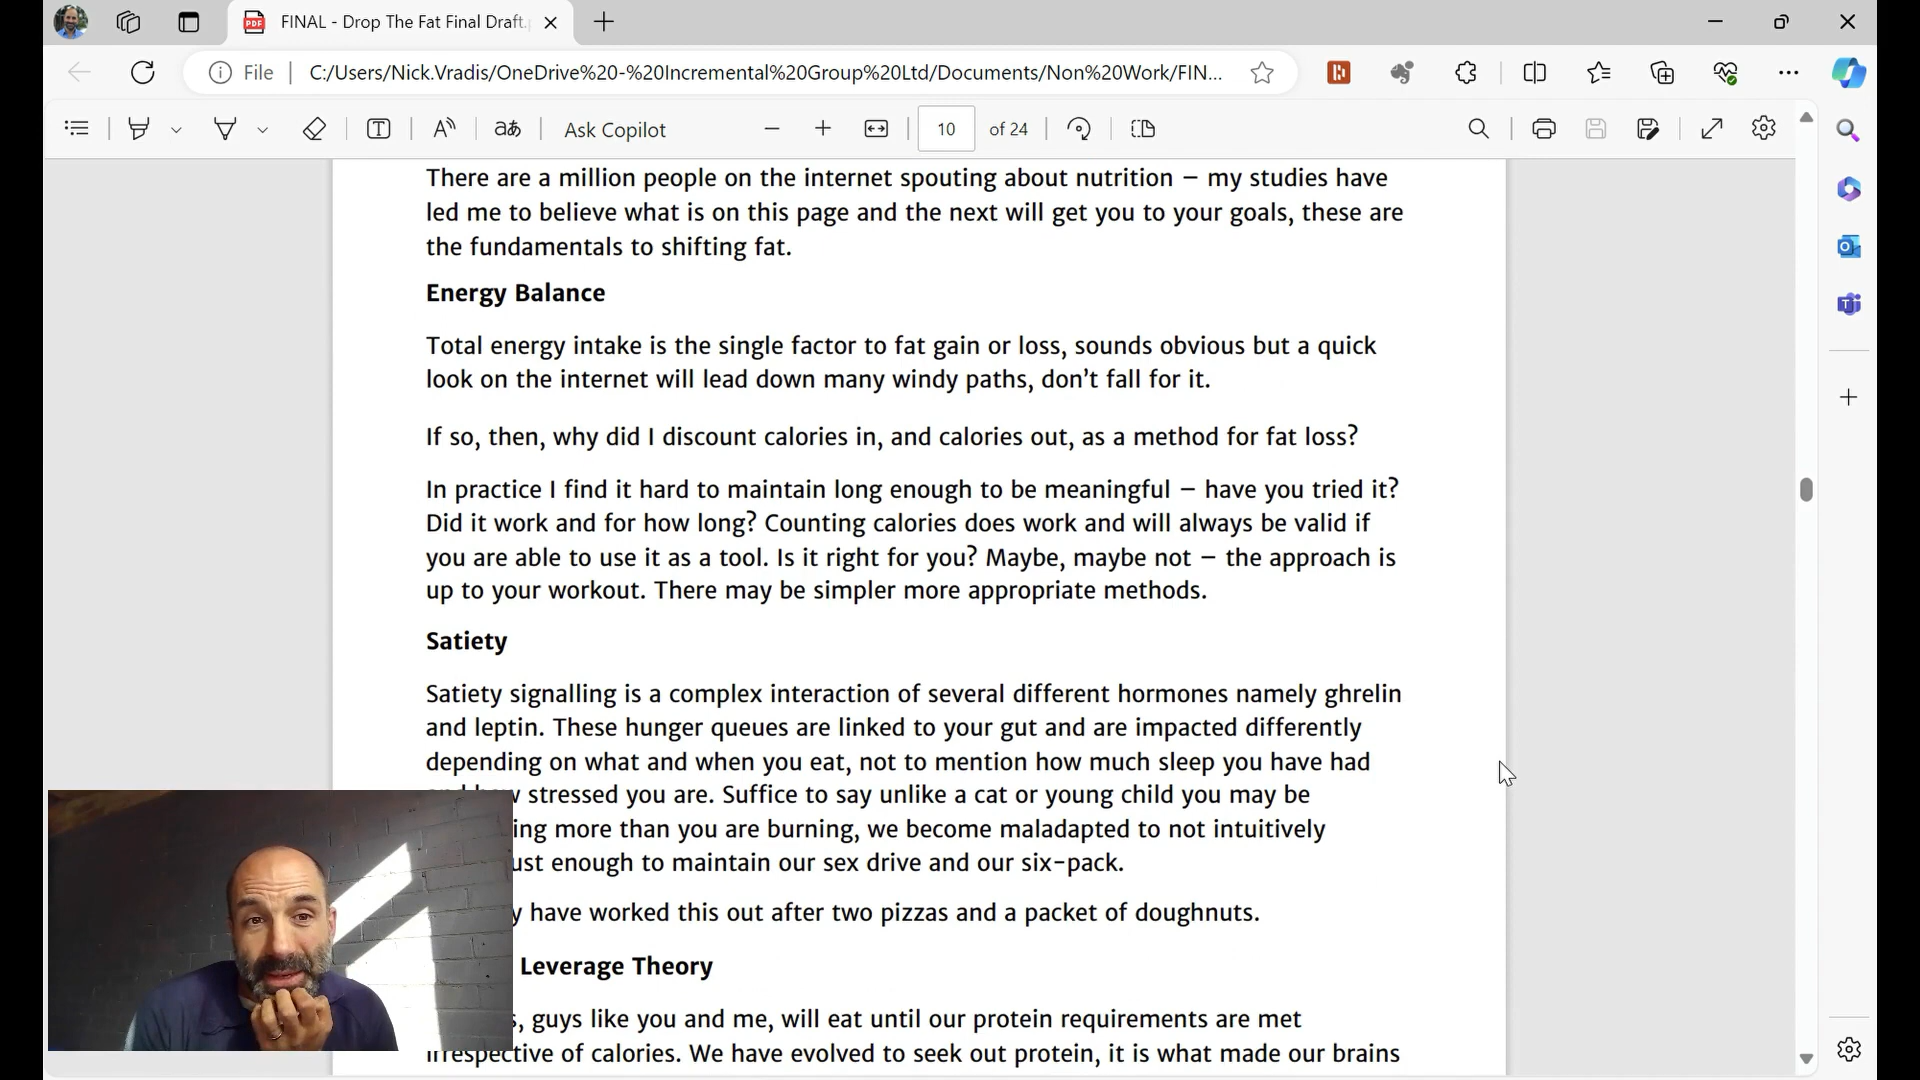 FINAL - Drop The Fat Final Draft.
File
C:/Users/Nick.Vradis/OneDrive%20-%20Incremental%20Group%20Ltd/Documents/Non%20Work/FIN...
Ask Copilot
10 of 24
There are a million people on the internet spouting about nutrition – my studies have
led me to believe what is on this page and the next will get you to your goals, these are
the fundamentals to shifting fat.
Energy Balance
Total energy intake is the single factor to fat gain or loss, sounds obvious but a quick
look on the internet will lead down many windy paths, don’t fall for it.
If so, then, why did I discount calories in, and calories out, as a method for fat loss?
In practice I find it hard to maintain long enough to be meaningful – have you tried it?
Did it work and for how long? Counting calories does work and will always be valid if
you are able to use it as a tool. Is it right for you? Maybe, maybe not – the approach is
up to your workout. There may be simpler more appropriate methods.
Satiety
Satiety signalling is a complex interaction of several different hormones namely ghrelin
and leptin. These hunger queues are linked to your gut and are impacted differently
depending on what and when you eat, not to mention how much sleep you have had
stressed you are. Suffice to say unlike a cat or young child you may be
ing more than you are burning, we become maladapted to not intuitively
ust enough to maintain our sex drive and our six-pack.
y have worked this out after two pizzas and a packet of doughnuts.
Leverage Theory
s, guys like you and me, will eat until our protein requirements are met
irrespective of calories. We have evolved to seek out protein, it is what made our brains